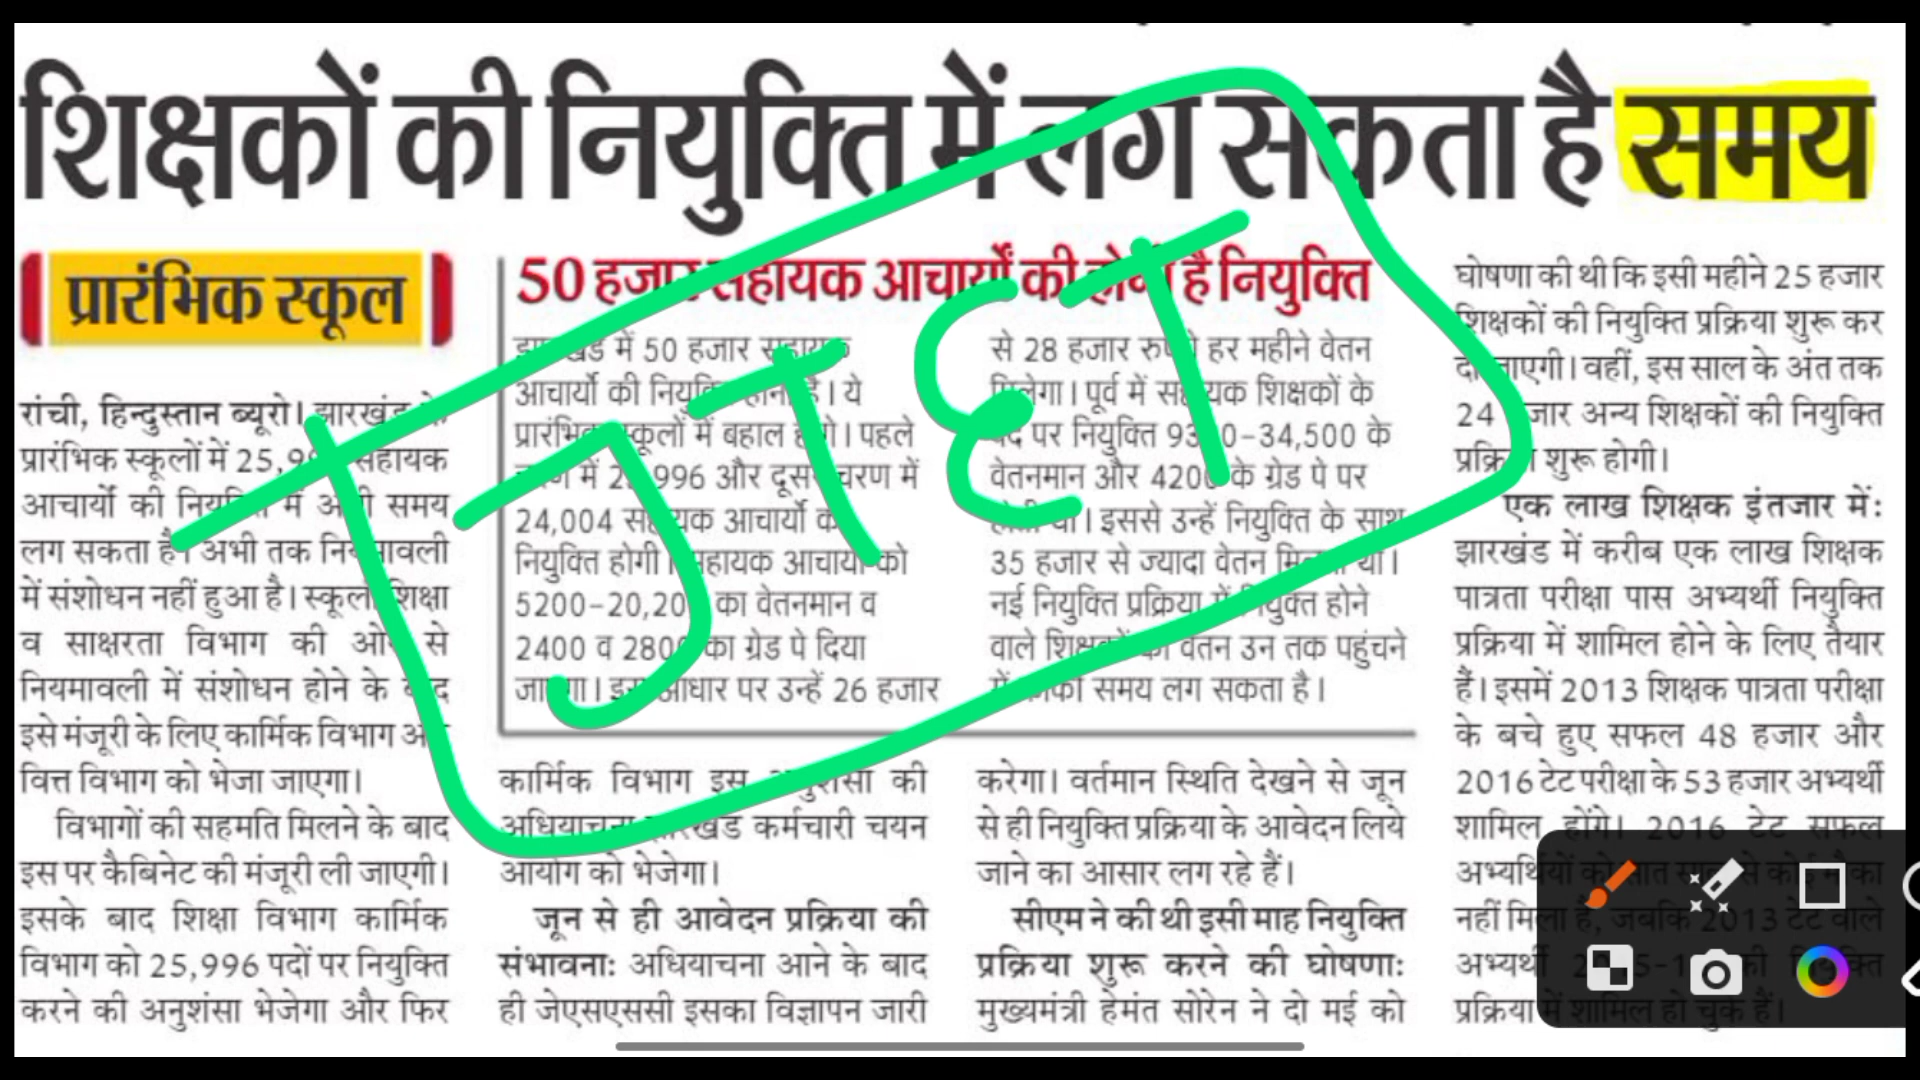 शिक्षकों की नियुक्ति में लग सकता है समय
प्रारंभिक स्कूल
रांची, हिन्दुस्तान ब्यूरो। झारखंड के
प्रारंभिक स्कूलों में सहायक
आचार्यों की नियुक्ति में अभी समय
लग सकता है। अभी तक नियमावली
में संशोधन नहीं हुआ है। स्कूली शिक्षा
व साक्षरता विभाग की ओर से
नियमावली में संशोधन होने के बाद
इसे मंजूरी के लिए कार्मिक विभाग और
वित्त विभाग को भेजा जाएगा।
विभागों की सहमति मिलने के बाद
इस पर कैबिनेट की मंजूरी ली जाएगी।
इसके बाद शिक्षा विभाग कार्मिक
विभाग को 25,996 पदों पर नियुक्ति
करने की अनुशंसा भेजेगा और फिर
50 हजार सहायक आचार्यों की होनी है नियुक्ति
झारखंड में 50 हजार सहायक
आचार्यो की नियुक्ति होनी है। ये
प्रारंभिक स्कूलों में बहाल होंगे। पहले
चरण में 25,996 और दूसरे चरण में
24,004 सहायक आचार्यो की
नियुक्ति होगी। सहायक आचार्यो को
5200-20,200 का वेतनमान व
2400 व 2800 का ग्रेड पे दिया
जाएगा। इस आधार पर उन्हें 26 हजार
से 28 हजार रुपये हर महीने वेतन
मिलेगा। पूर्व में सहायक शिक्षकों के
पद पर नियुक्ति 9300-34,500 के
वेतनमान और 4200 के ग्रेड पे पर
होती थी। इससे उन्हें नियुक्ति के साथ
35 हजार से ज्यादा वेतन मिलता था।
नई नियुक्ति प्रक्रिया में नियुक्त होने
वाले शिक्षकों का वेतन उन तक पहुंचने
में काफी समय लग सकता है।
कार्मिक विभाग इस अनुशंसा की
अधियाचना झारखंड कर्मचारी चयन
आयोग को भेजेगा।
जून से ही आवेदन प्रक्रिया की
संभावना: अधियाचना आने के बाद
ही जेएसएससी इसका विज्ञापन जारी
करेगा। वर्तमान स्थिति देखने से जून
से ही नियुक्ति प्रक्रिया के आवेदन लिये
जाने का आसार लग रहे हैं।
सीएम ने की थी इसी माह नियुक्ति
प्रक्रिया शुरू करने की घोषणा:
मुख्यमंत्री हेमंत सोरेन ने दो मई को
घोषणा की थी कि इसी महीने 25 हजार
शिक्षकों की नियुक्ति प्रक्रिया शुरू कर
दी जाएगी। वहीं, इस साल के अंत तक
24 हजार अन्य शिक्षकों की नियुक्ति
प्रक्रिया शुरू होगी।
एक लाख शिक्षक इंतजार में:
झारखंड में करीब एक लाख शिक्षक
पात्रता परीक्षा पास अभ्यर्थी नियुक्ति
प्रक्रिया में शामिल होने के लिए तैयार
हैं। इसमें 2013 शिक्षक पात्रता परीक्षा
के बचे हुए सफल 48 हजार और
2016 टेट परीक्षा के 53 हजार अभ्यर्थी
शामिल होंगे। 2016 टेट सफल
अभ्यर्थियों को सात साल से कोई मौका
नहीं मिला है, जबकि 2013 टेट वाले
अभ्यर्थी की नियुक्ति
प्रक्रिया में शामिल हो चुके हैं।
JTET